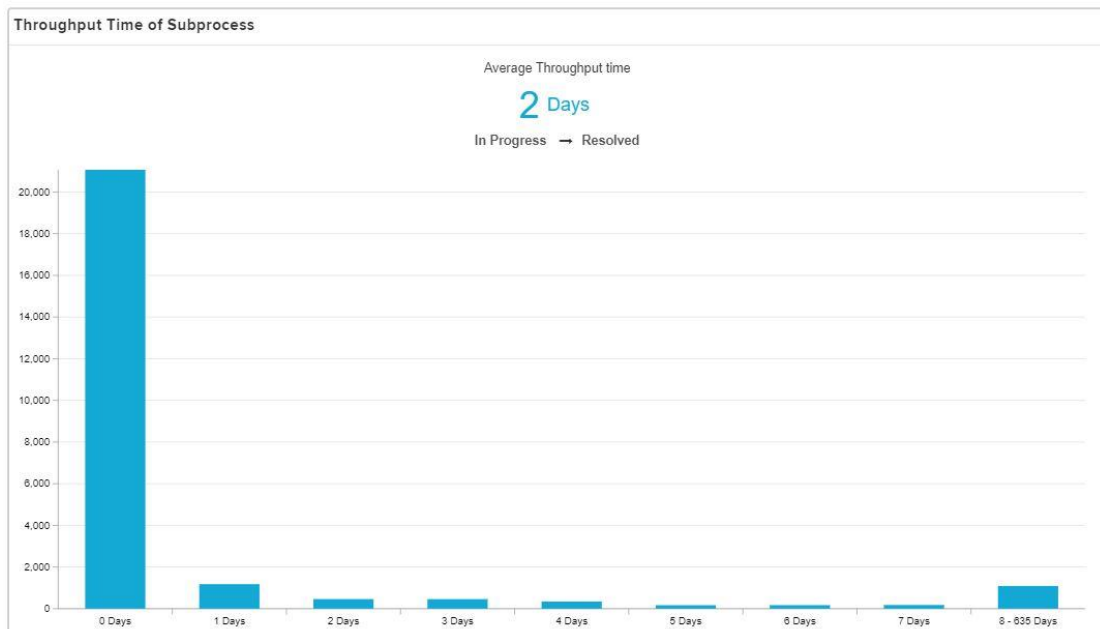 Throughput Time of Subprocess
Average Throughput time
2 Days
In Progress → Resolved
20,000
18,000
16,000
14,000
12,000
10,000
8,000
6,000
4,000
2,000
0
0 Days 1 Days 2 Days 3 Days 4 Days 5 Days 6 Days 7 Days 8 - 635 Days